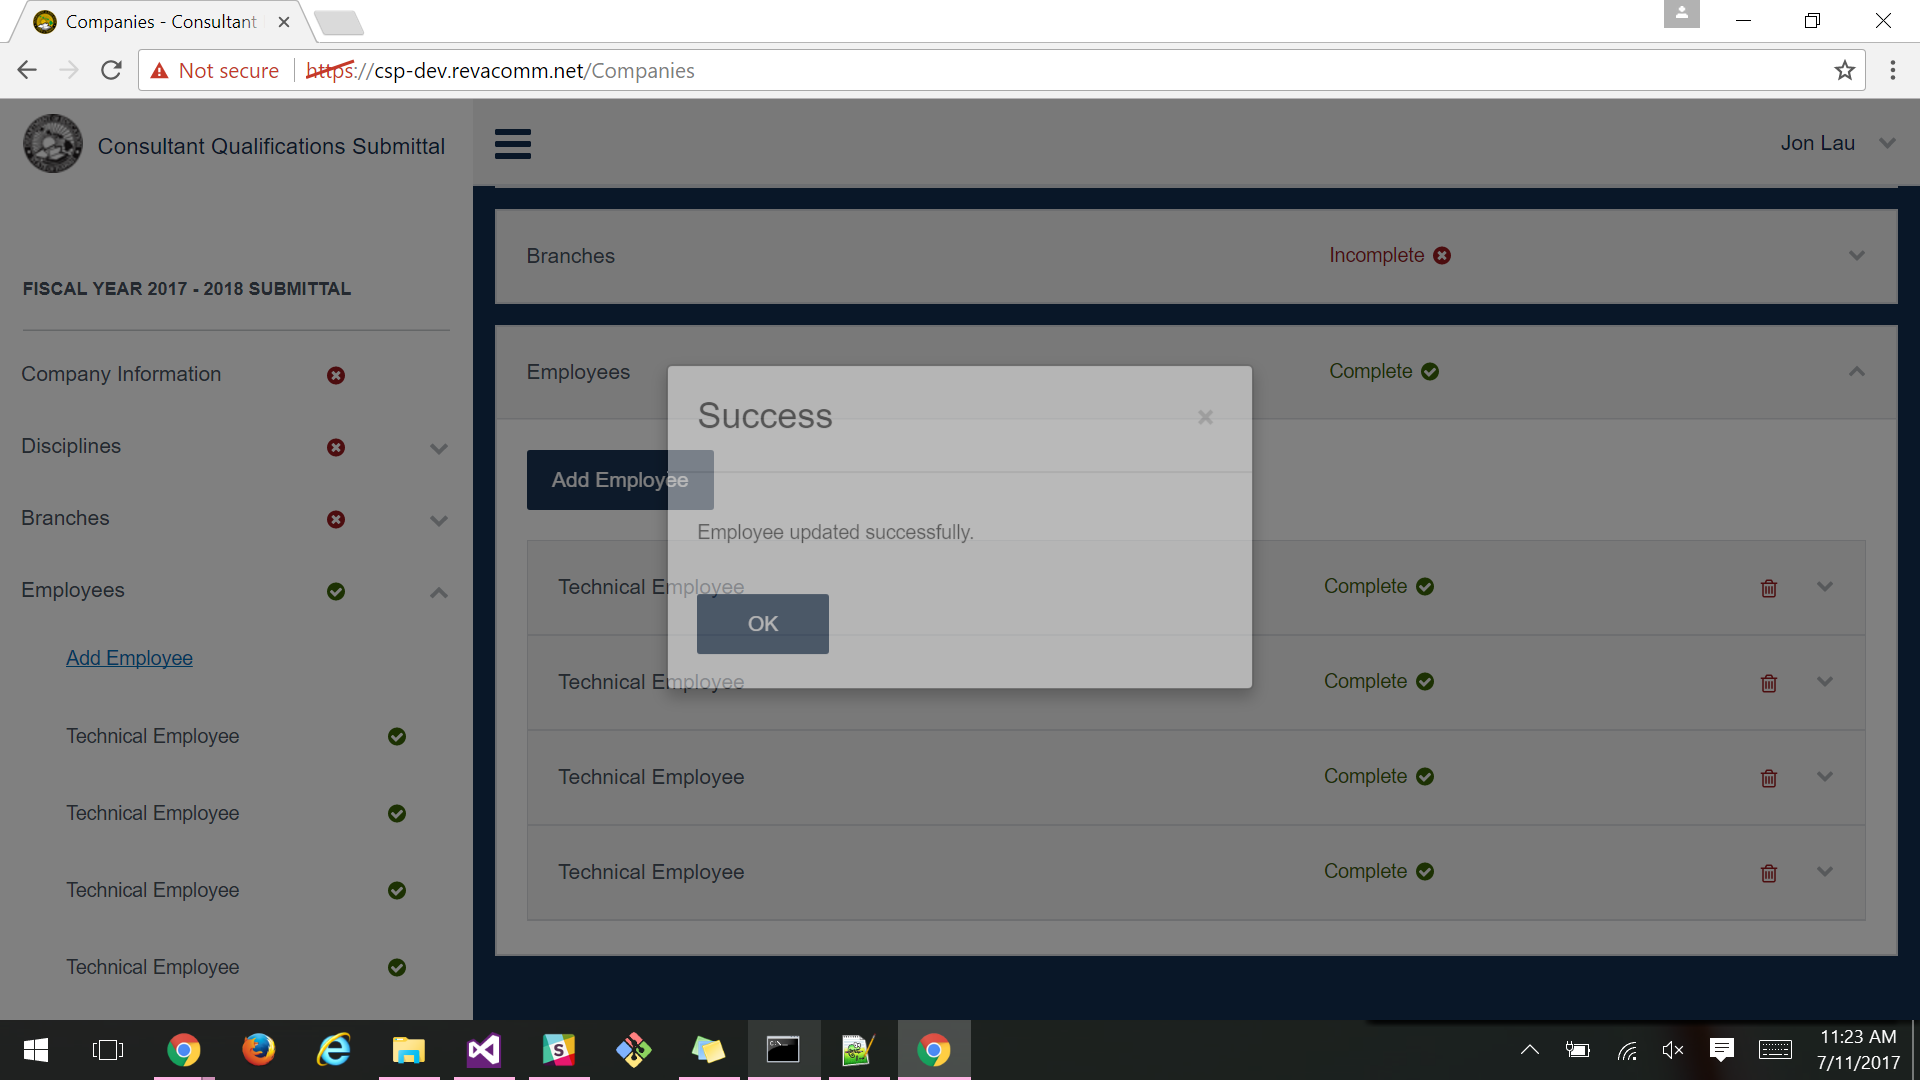 Companies - Consultant
Not secure
https://csp-dev.revacomm.net/Companies
Consultant Qualifications Submittal
Jon Lau
FISCAL YEAR 2017 - 2018 SUBMITTAL
Company Information
Disciplines
Branches
Employees
Add Employee
Technical Employee
Technical Employee
Technical Employee
Technical Employee
Branches
Incomplete
Employees
Complete
Add Employee
Technical Employee
Complete
Technical Employee
Complete
Technical Employee
Complete
Technical Employee
Complete
Success
Employee updated successfully.
OK
11:23 AM
7/11/2017